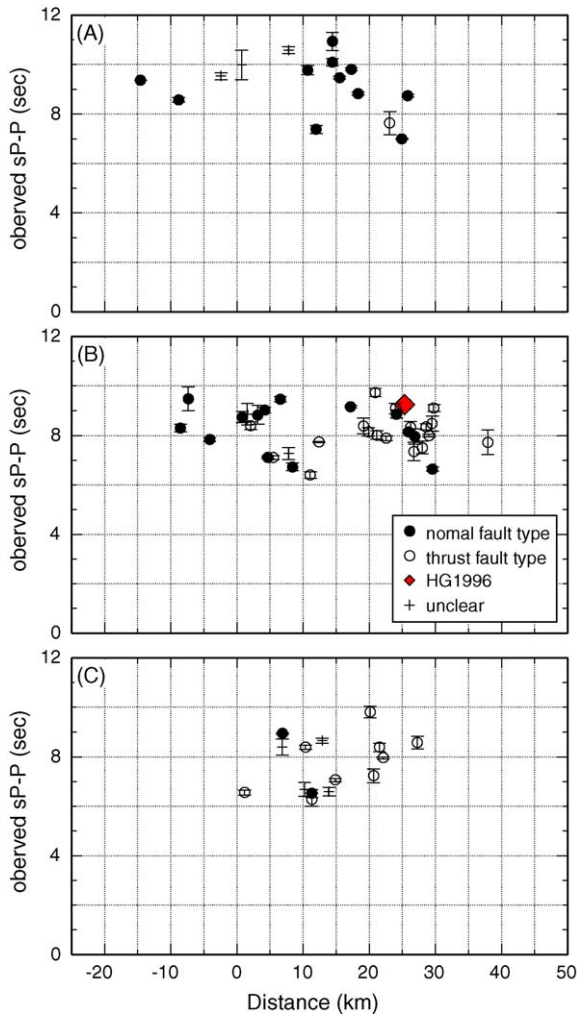 (A)
12
8
4
0
oberved sP-P (sec)
(B)
12
8
4
0
oberved sP-P (sec)
nomal fault type
thrust fault type
HG1996
unclear
(C)
12
8
4
0
oberved sP-P (sec)
-20 -10 0 10 20 30 40 50
Distance (km)